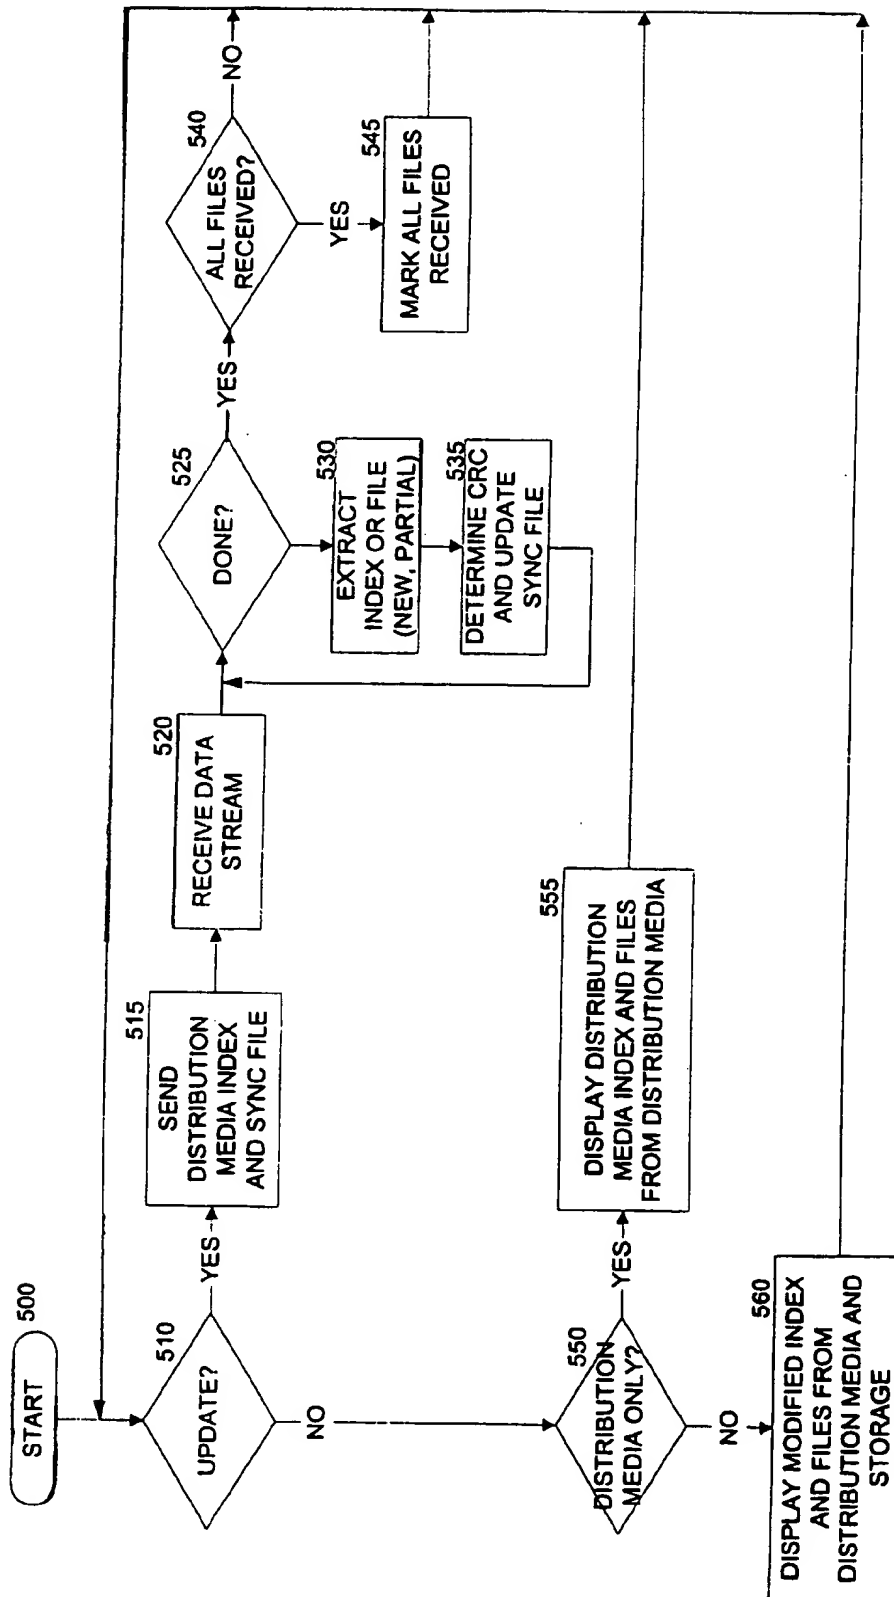 START
500
UPDATE?
510
YES
NO
SEND
DISTRIBUTION
MEDIA INDEX
AND SYNC FILE
515
RECEIVE DATA
STREAM
520
DONE?
525
YES
EXTRACT
INDEX OR FILE
(NEW, PARTIAL)
530
DETERMINE CRC
AND UPDATE
SYNC FILE
535
ALL FILES
RECEIVED?
540
NO
YES
MARK ALL FILES
RECEIVED
545
DISTRIBUTION
MEDIA ONLY?
550
YES
NO
DISPLAY DISTRIBUTION
MEDIA INDEX AND FILES
FROM DISTRIBUTION MEDIA
555
DISPLAY MODIFIED INDEX
AND FILES FROM
DISTRIBUTION MEDIA AND
STORAGE
560